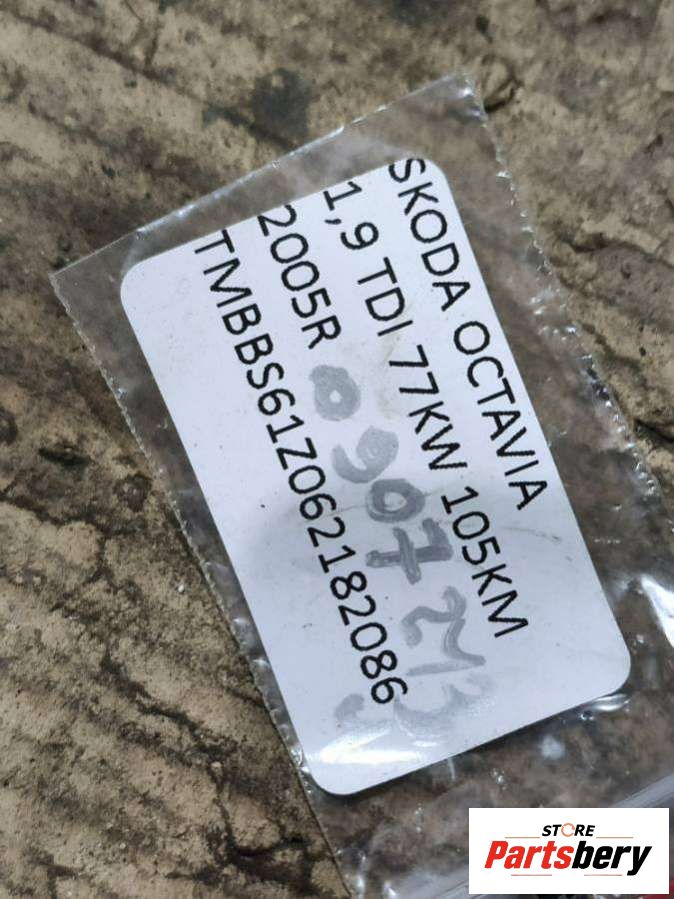 SKODA OCTAVIA
1,9 TDI 77KW 105KM
2005R
TMBBS61Z062182086
STORE
Partsbery